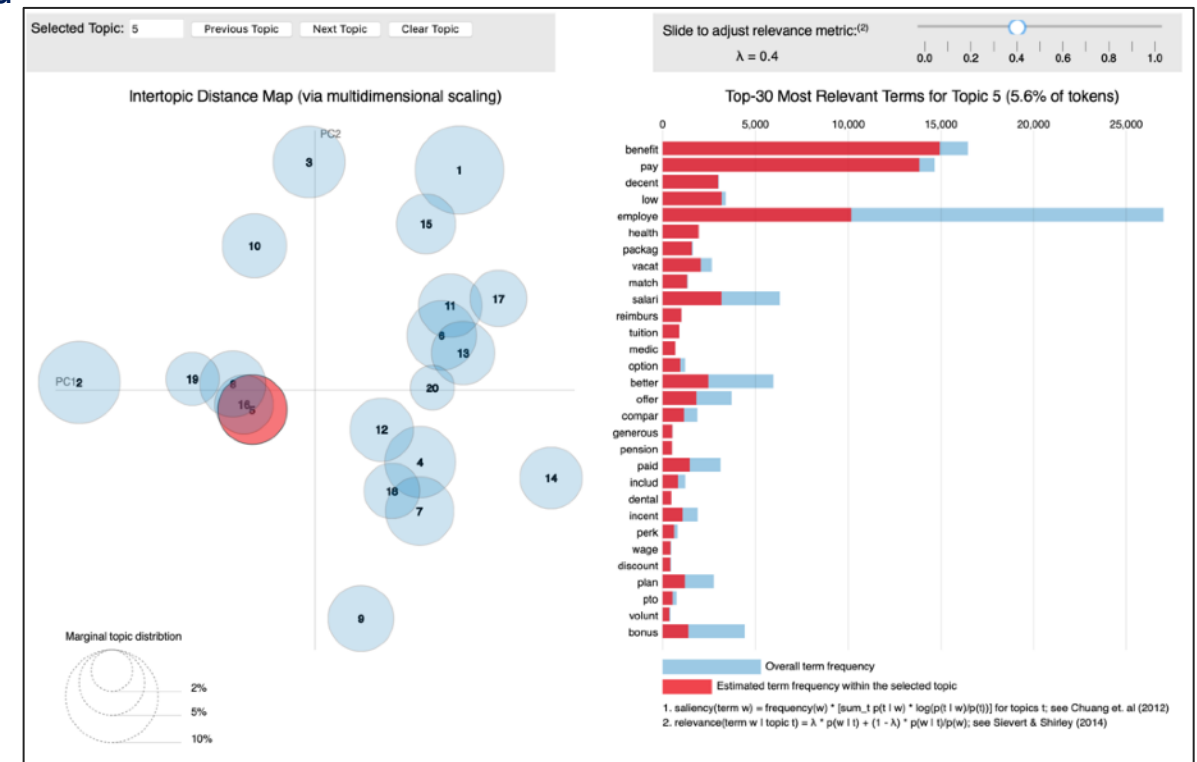 Selected Topic: 5 Previous Topic Next Topic Clear Topic
Slide to adjust relevance metric:(2)
λ = 0.4
0.0 0.2 0.4 0.6 0.8 1.0
Intertopic Distance Map (via multidimensional scaling)
PC2
3
1
15
10
17
11
6
13
PC1
2
19
20
16
5
12
4
14
18
7
9
Marginal topic distribtion
2%
5%
10%
Top-30 Most Relevant Terms for Topic 5 (5.6% of tokens)
0 5,000 10,000 15,000 20,000 25,000
benefit
pay
decent
low
employe
health
packag
vacat
match
salari
reimburs
tuition
medic
option
better
offer
compar
generous
pension
paid
includ
dental
incent
perk
wage
discount
plan
pto
volunt
bonus
Overall term frequency
Estimated term frequency within the selected topic
1. saliency(term w) = frequency(w) * [sum_t p(t | w) * log(p(t | w)/p(t))] for topics t; see Chuang et. al (2012)
2. relevance(term w | topic t) = λ * p(w | t) + (1 - λ) * p(w | t)/p(w); see Sievert & Shirley (2014)